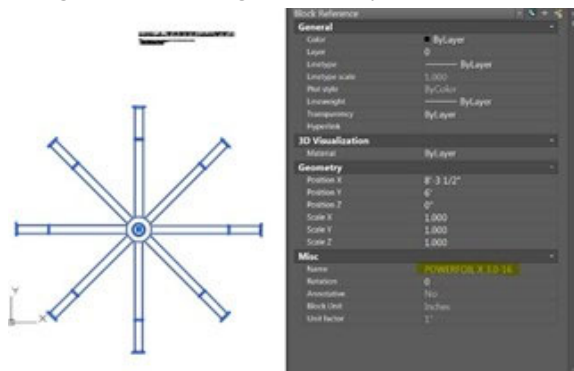 Block Reference
General
Color ByLayer
Layer 0
Linetype ByLayer
Linetype scale 1.000
Plot style ByColor
Lineweight ByLayer
Transparency ByLayer
Hyperlink
3D Visualization
Material ByLayer
Geometry
Position X 8'-3 1/2"
Position Y 6'
Position Z 0"
Scale X 1.000
Scale Y 1.000
Scale Z 1.000
Misc
Name POWERFOIL X 3.0-16
Rotation 0
Annotative No
Block Unit Inches
Unit factor 1"
Y
X